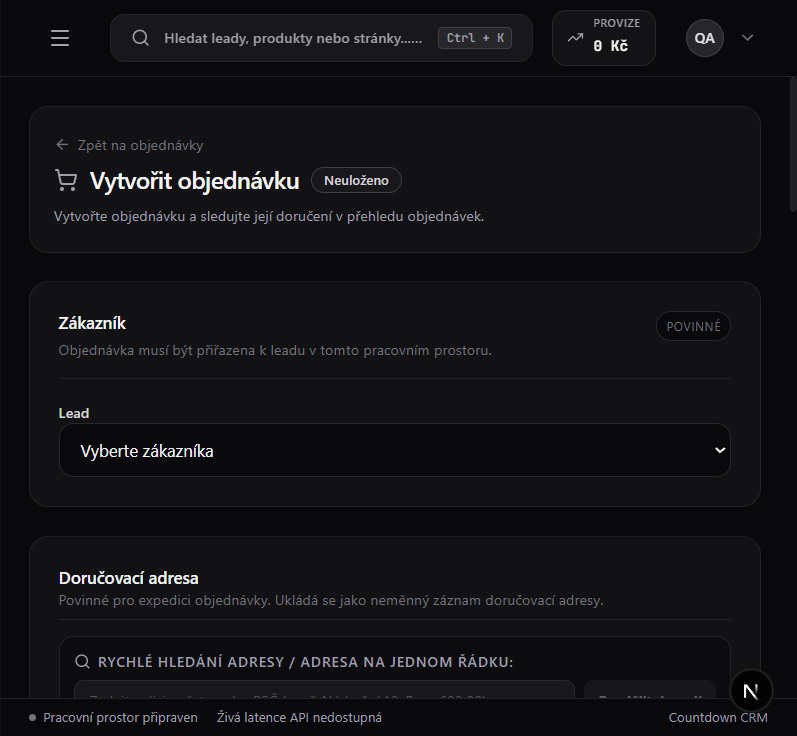 Hledat leady, produkty nebo stránky...... Ctrl + K
PROVIZE
0 Kč
QA
Zpět na objednávky
Vytvořit objednávku Neuloženo
Vytvořte objednávku a sledujte její doručení v přehledu objednávek.
Zákazník
POVINNÉ
Objednávka musí být přiřazena k leadu v tomto pracovním prostoru.
Lead
Vyberte zákazníka
Doručovací adresa
Povinné pro expedici objednávky. Ukládá se jako neměnný záznam doručovací adresy.
RYCHLÉ HLEDÁNÍ ADRESY / ADRESA NA JEDNOM ŘÁDKU:
N
Pracovní prostor připraven Živá latence API nedostupná Countdown CRM